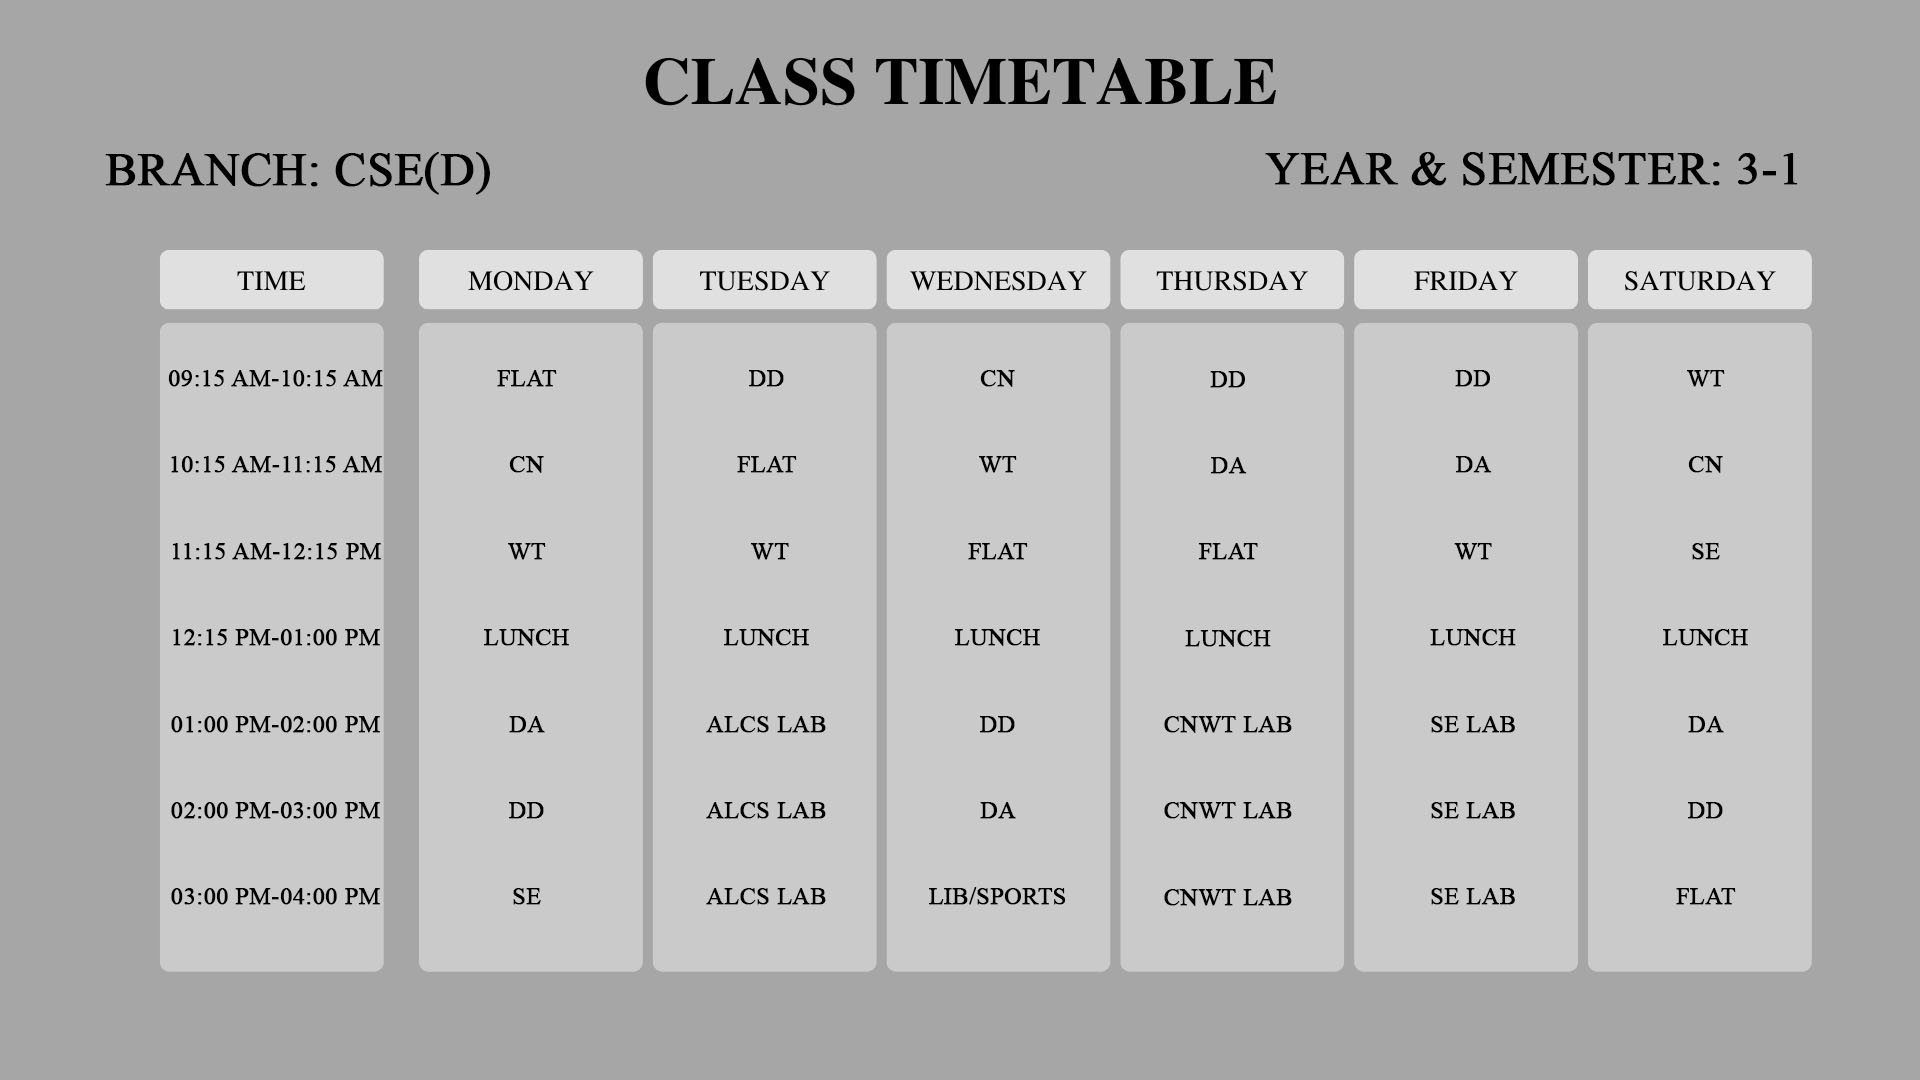 CLASS TIMETABLE
BRANCH: CSE(D) YEAR & SEMESTER: 3-1
TIME MONDAY TUESDAY WEDNESDAY THURSDAY FRIDAY SATURDAY
09:15 AM-10:15 AM FLAT DD CN DD DD WT
10:15 AM-11:15 AM CN FLAT WT DA DA CN
11:15 AM-12:15 PM WT WT FLAT FLAT WT SE
12:15 PM-01:00 PM LUNCH LUNCH LUNCH LUNCH LUNCH LUNCH
01:00 PM-02:00 PM DA ALCS LAB DD CNWT LAB SE LAB DA
02:00 PM-03:00 PM DD ALCS LAB DA CNWT LAB SE LAB DD
03:00 PM-04:00 PM SE ALCS LAB LIB/SPORTS CNWT LAB SE LAB FLAT